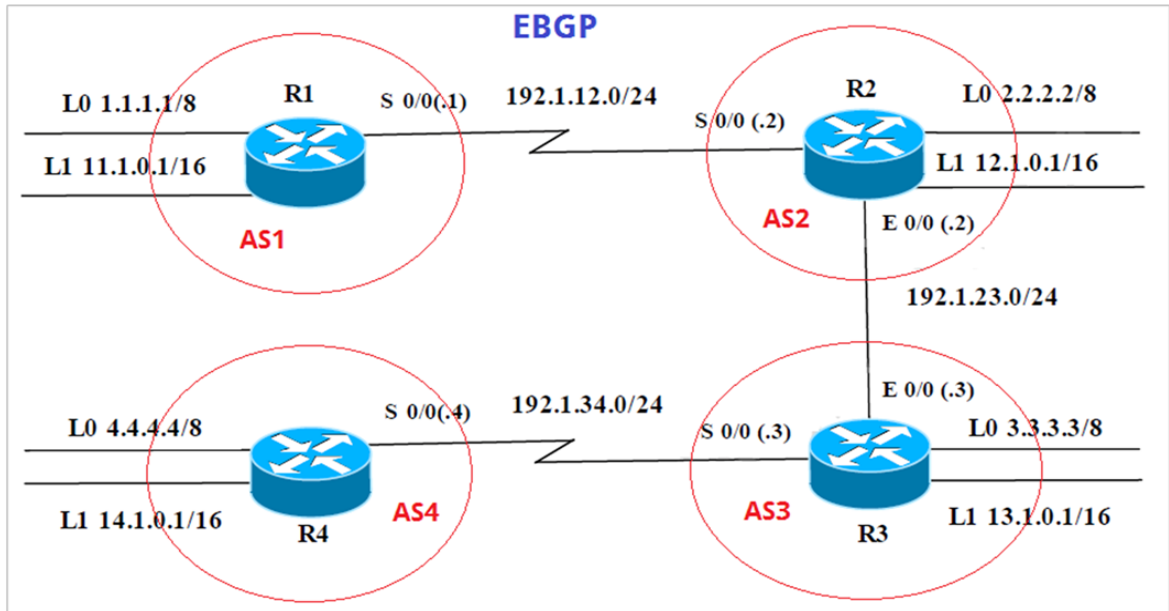 EBGP
L0 1.1.1.1/8
R1
S 0/0(.1)
192.1.12.0/24
R2
L0 2.2.2.2/8
S 0/0 (.2)
L1 11.1.0.1/16
L1 12.1.0.1/16
AS1
AS2
E 0/0 (.2)
192.1.23.0/24
L0 4.4.4.4/8
S 0/0(.4)
192.1.34.0/24
E 0/0 (.3)
S 0/0 (.3)
L0 3.3.3.3/8
L1 14.1.0.1/16
R4
AS4
AS3
R3
L1 13.1.0.1/16